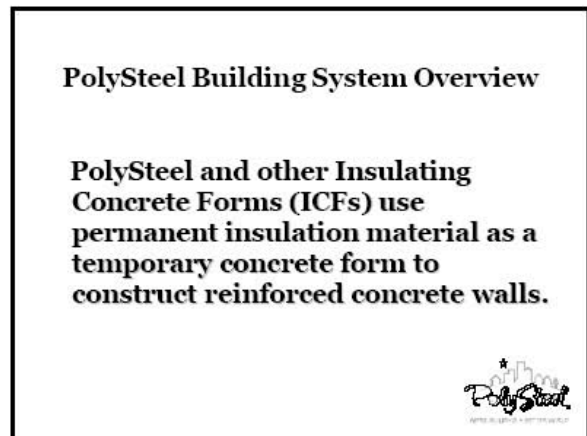 PolySteel Building System Overview
PolySteel and other Insulating
Concrete Forms (ICFs) use
permanent insulation material as a
temporary concrete form to
construct reinforced concrete walls.
PolySteel